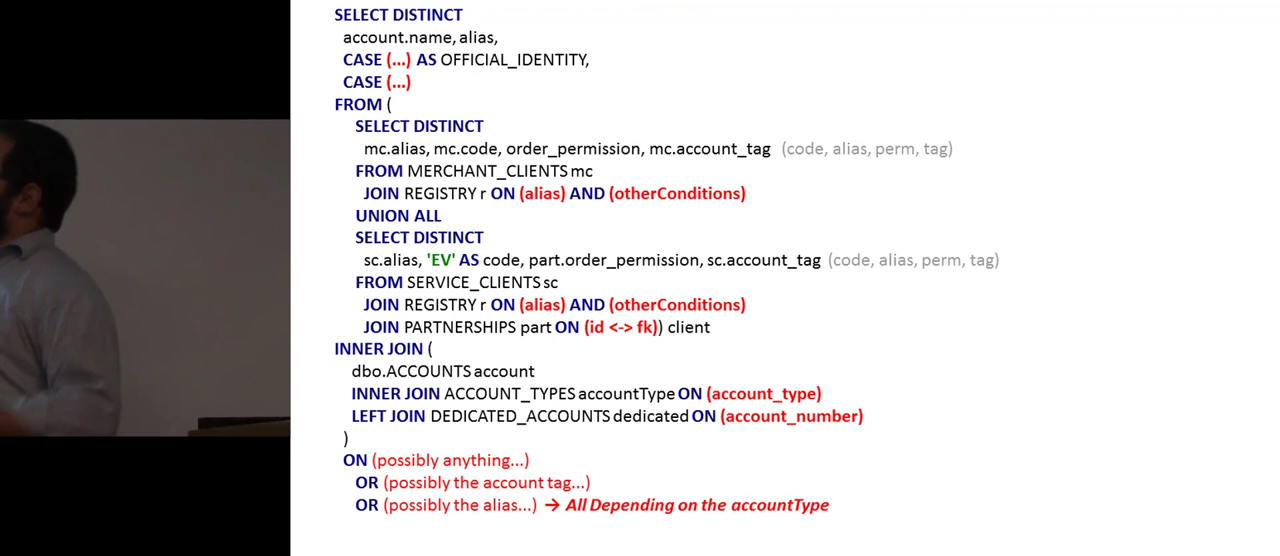 SELECT DISTINCT
account.name, alias,
CASE (...) AS OFFICIAL_IDENTITY,
CASE (...)
FROM (
SELECT DISTINCT
mc.alias, mc.code, order_permission, mc.account_tag (code, alias, perm, tag)
FROM MERCHANT_CLIENTS mc
JOIN REGISTRY r ON (alias) AND (otherConditions)
UNION ALL
SELECT DISTINCT
sc.alias, 'EV' AS code, part.order_permission, sc.account_tag (code, alias, perm, tag)
FROM SERVICE_CLIENTS sc
JOIN REGISTRY r ON (alias) AND (otherConditions)
JOIN PARTNERSHIPS part ON (id <-> fk)) client
INNER JOIN (
dbo.ACCOUNTS account
INNER JOIN ACCOUNT_TYPES accountType ON (account_type)
LEFT JOIN DEDICATED_ACCOUNTS dedicated ON (account_number)
)
ON (possibly anything...)
OR (possibly the account tag...)
OR (possibly the alias...) → All Depending on the accountType